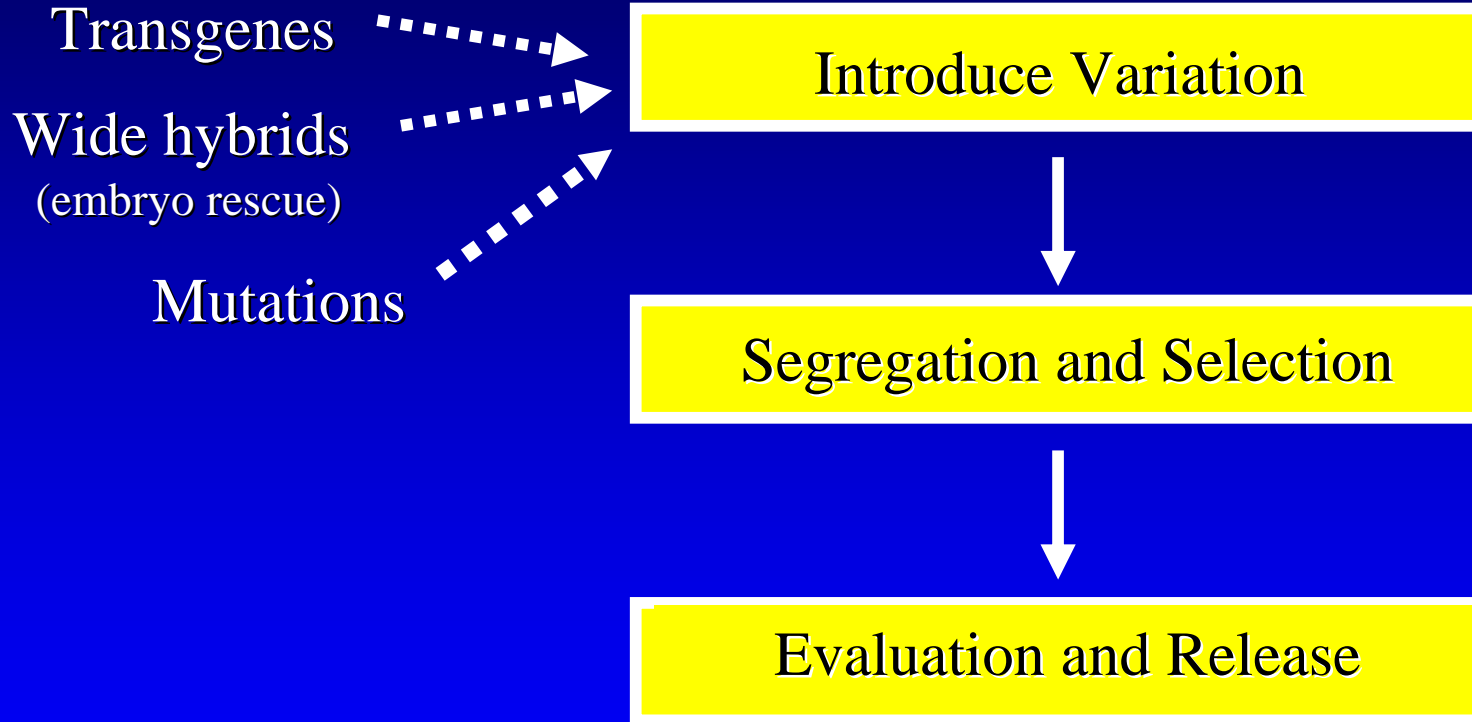 Transgenes
Wide hybrids
(embryo rescue)
Mutations
Introduce Variation
Segregation and Selection
Evaluation and Release